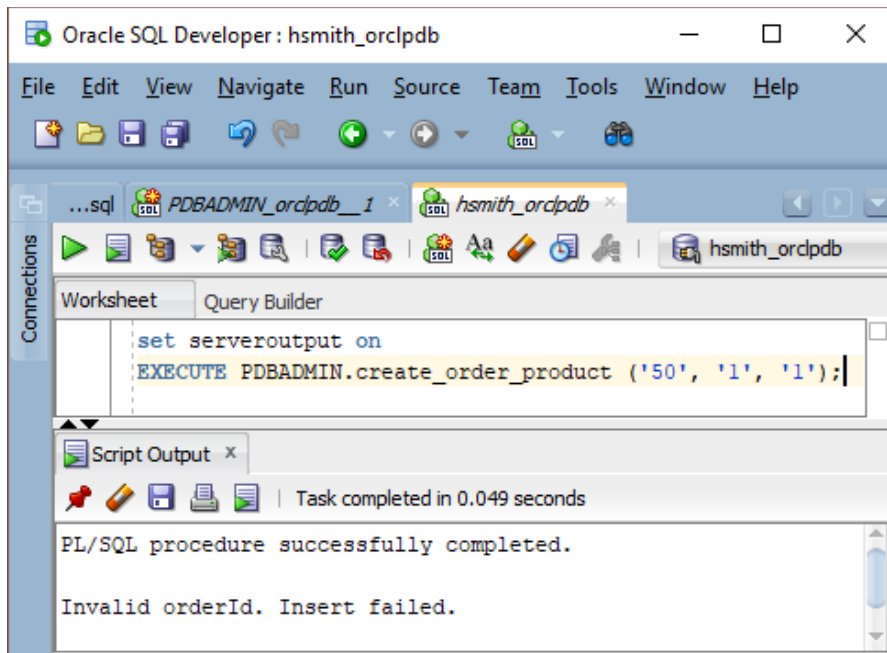 Oracle SQL Developer : hsmith_orclpdb
File Edit View Navigate Run Source Team Tools Window Help
...sql PDBADMIN_orclpdb__1 hsmith_orclpdb
Connections
hsmith_orclpdb
Worksheet Query Builder
set serveroutput on
EXECUTE PDBADMIN.create_order_product ('50', '1', '1');
Script Output x
Task completed in 0.049 seconds
PL/SQL procedure successfully completed.
Invalid orderId. Insert failed.